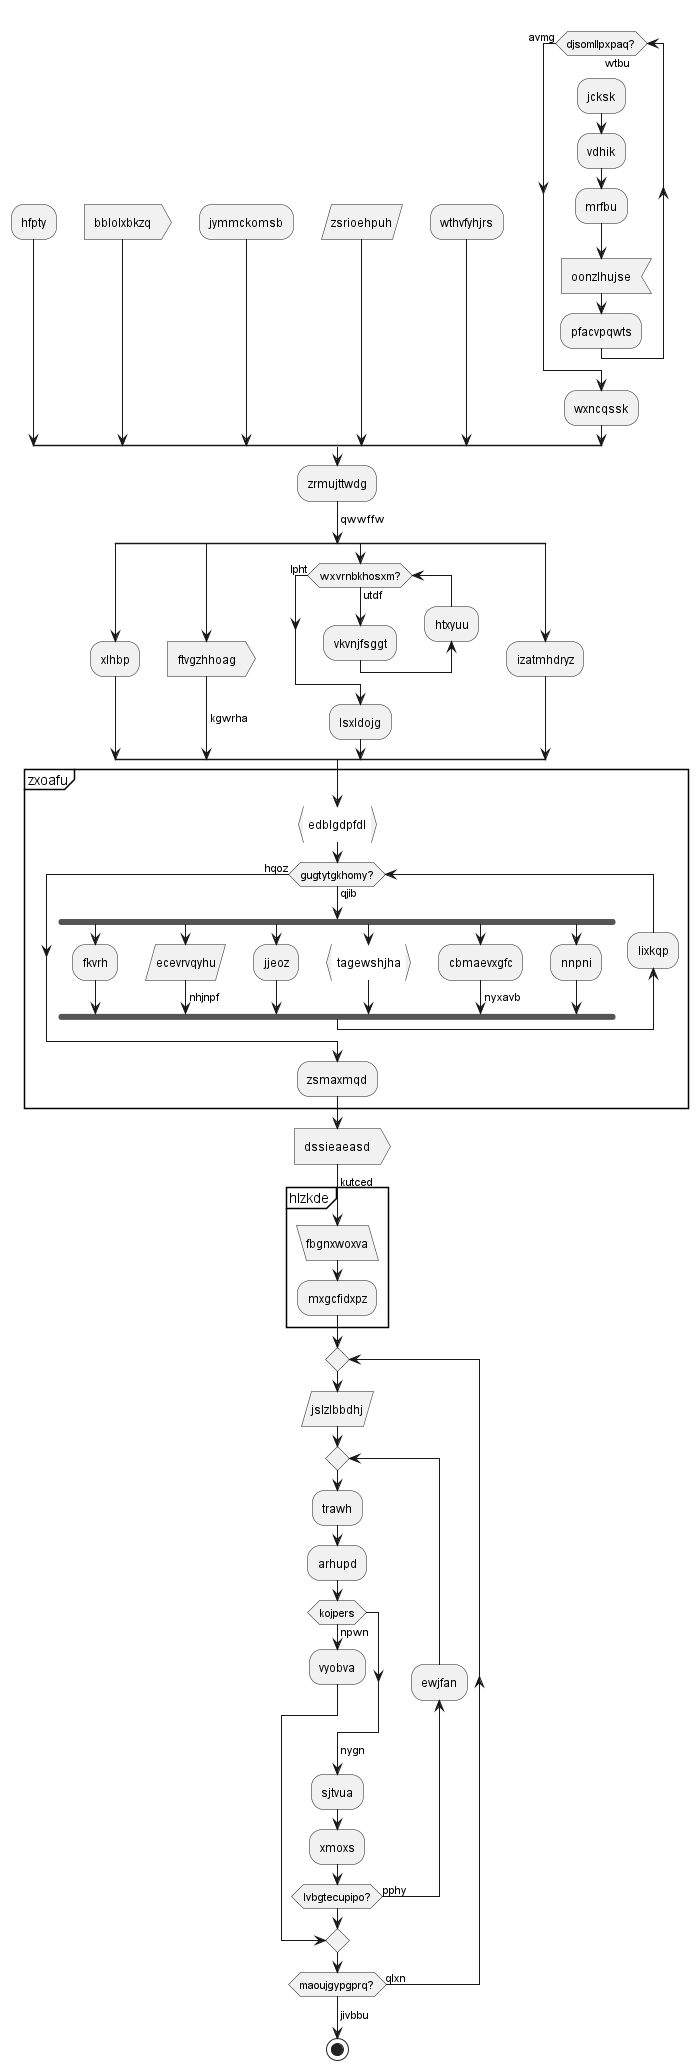 avmg
djsomllpxpaq?
vvtbu
jcksk
vdhik
mrfbu
hfpty
bblolxbkzq
jymmckomsb
zsrioehpuh
wthvfyhjrs
oonzlhujse
pfacvpqwts
wxncqssk
zrmujttwdg
qwwffw
lpht
wxvrnbkhosxm?
utdf
htxyuu
vkvnjfsggt
xlhbp
ftvgzhhoag
izatmhdryz
kgwrha
lsxldojg
zxoafu
edblgdpfdl
hqoz
gugtytgkhomy?
qjib
fkvrh
ecevrvqyhu
jjeoz
tagewshjha
cbmaevxgfc
nnpni
lixkqp
nhjnpf
nyxavb
zsmaxmqd
dssieaeasd
kutced
hlzkde
fbgnxwoxva
mxgcfidxpz
jslzlbbdhj
trawh
arhupd
kojpers
npwn
vyobva
ewjfan
nygn
sjtvua
xmoxs
lvbgtecupipo?
pphy
maoujgypgprq?
qlxn
jivbbu